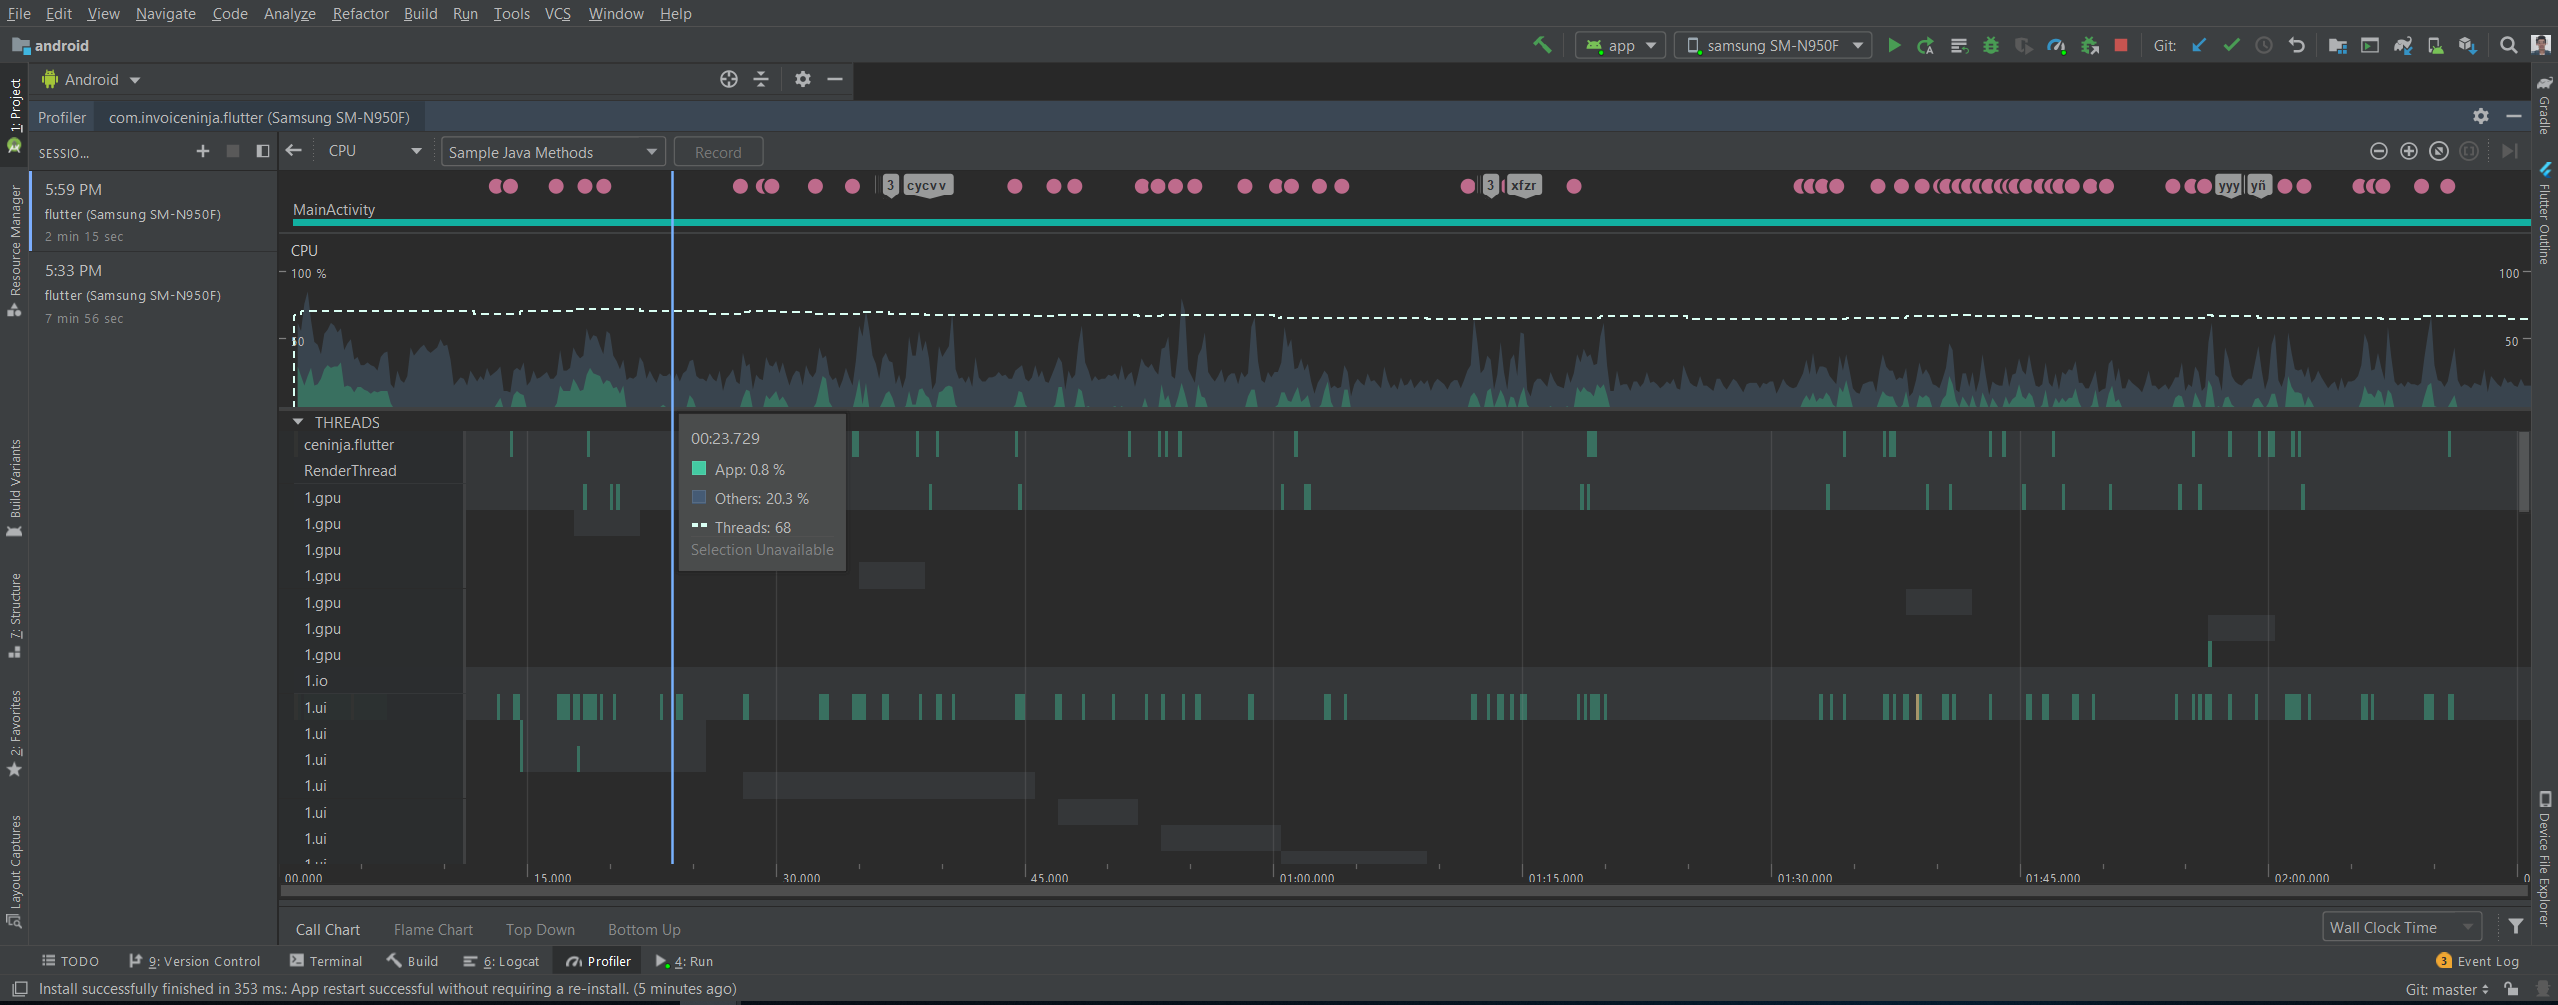 File Edit View Navigate Code Analyze Refactor Build Run Tools VCS Window Help
android
app
samsung SM-N950F
Git:
Android
Profiler
com.invoiceninja.flutter (Samsung SM-N950F)
SESSIO...
CPU
Sample Java Methods
Record
5:59 PM
flutter (Samsung SM-N950F)
2 min 15 sec
5:33 PM
flutter (Samsung SM-N950F)
7 min 56 sec
3 cycvv 3 xfzr yyy yñ
MainActivity
CPU
100 %
100
50
50
THREADS
ceninja.flutter
RenderThread
1.gpu
1.gpu
1.gpu
1.gpu
1.gpu
1.gpu
1.gpu
1.io
1.ui
1.ui
1.ui
1.ui
1.ui
1.ui
1.ui
00:23.729
App: 0.8 %
Others: 20.3 %
Threads: 68
Selection Unavailable
00.000 15.000 30.000 45.000 01:00.000 01:15.000 01:30.000 01:45.000 02:00.000
Call Chart Flame Chart Top Down Bottom Up
Wall Clock Time
1: Project
Resource Manager
Build Variants
7: Structure
2: Favorites
Layout Captures
Gradle
Flutter Outline
Device File Explorer
TODO 9: Version Control Terminal Build 6: Logcat Profiler 4: Run
3 Event Log
Install successfully finished in 353 ms.: App restart successful without requiring a re-install. (5 minutes ago)
Git: master